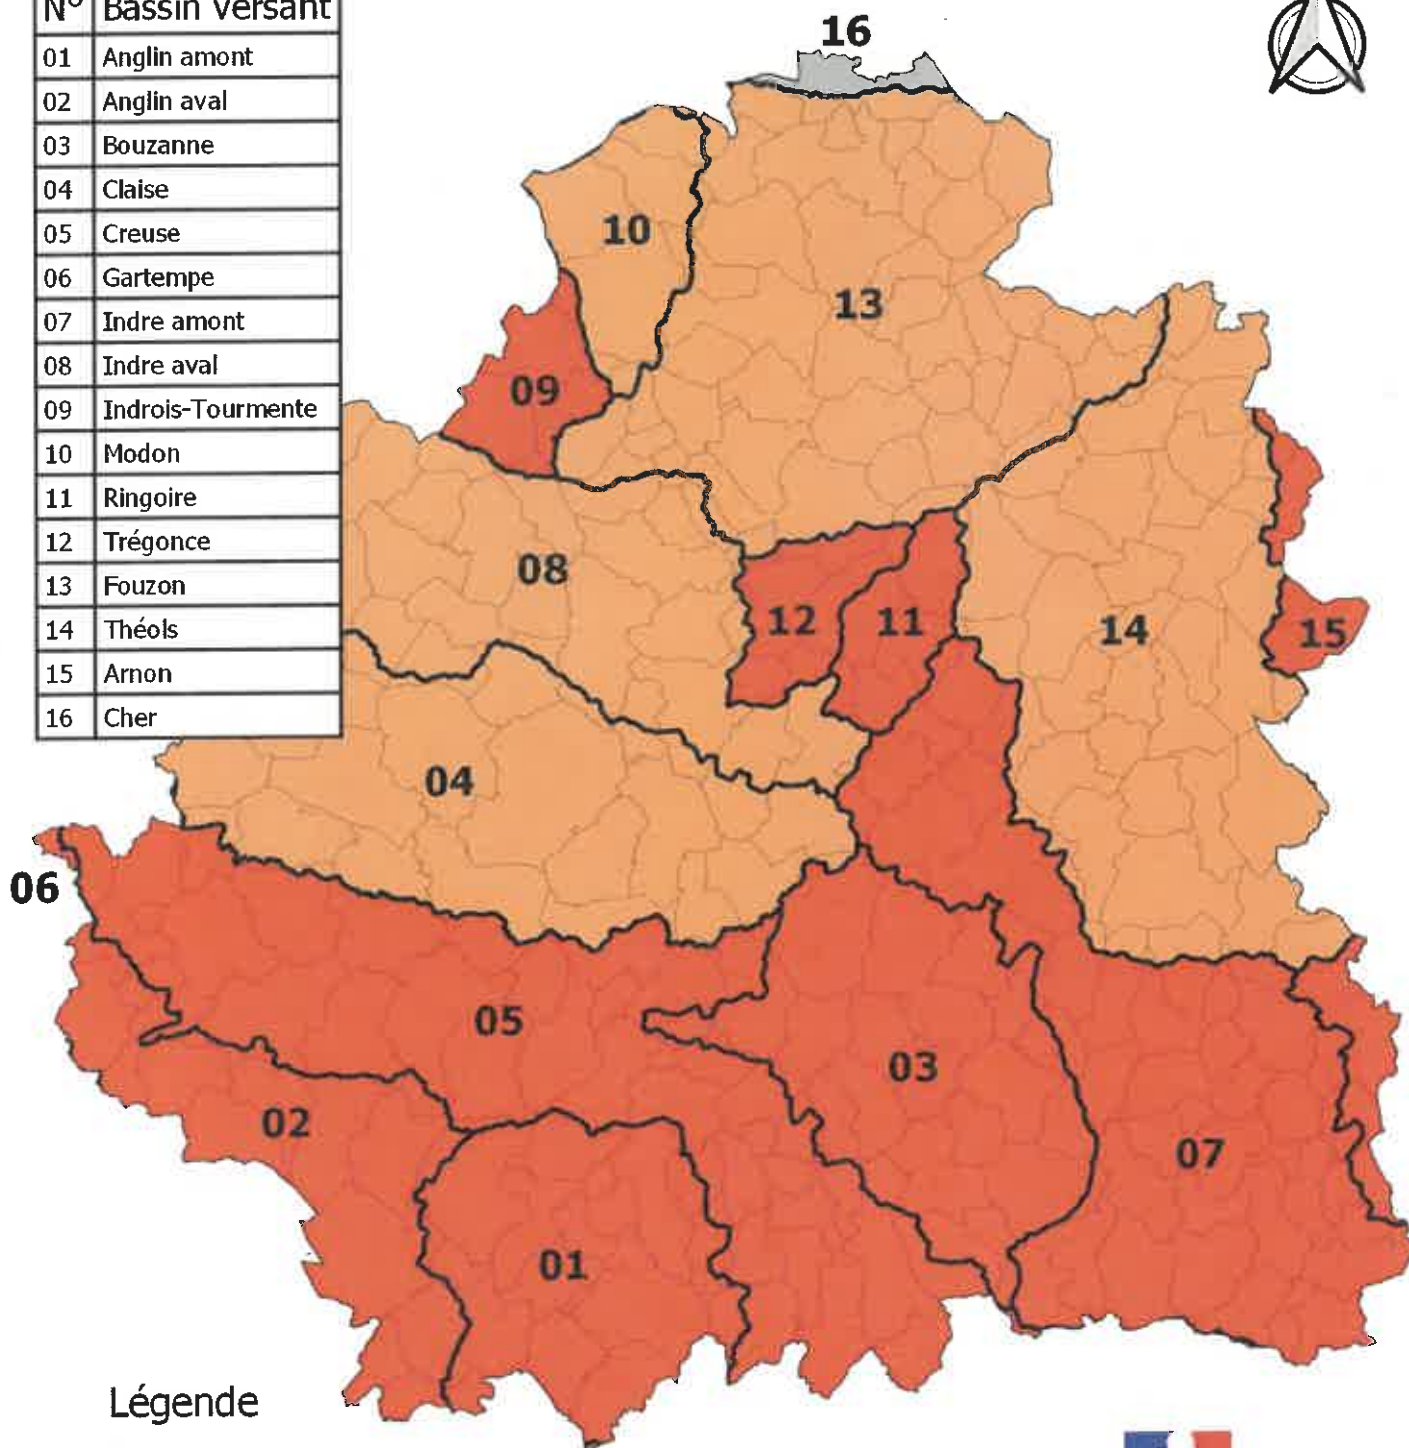 N° Bassin Versant
01 Anglin amont
02 Anglin aval
03 Bouzanne
04 Claise
05 Creuse
06 Gartempe
07 Indre amont
08 Indre aval
09 Indrois-Tourmente
10 Modon
11 Ringoire
12 Trégonce
13 Fouzon
14 Théols
15 Arnon
16 Cher
16
10
13
09
08
12
11
14
15
04
06
05
03
02
07
01
Légende